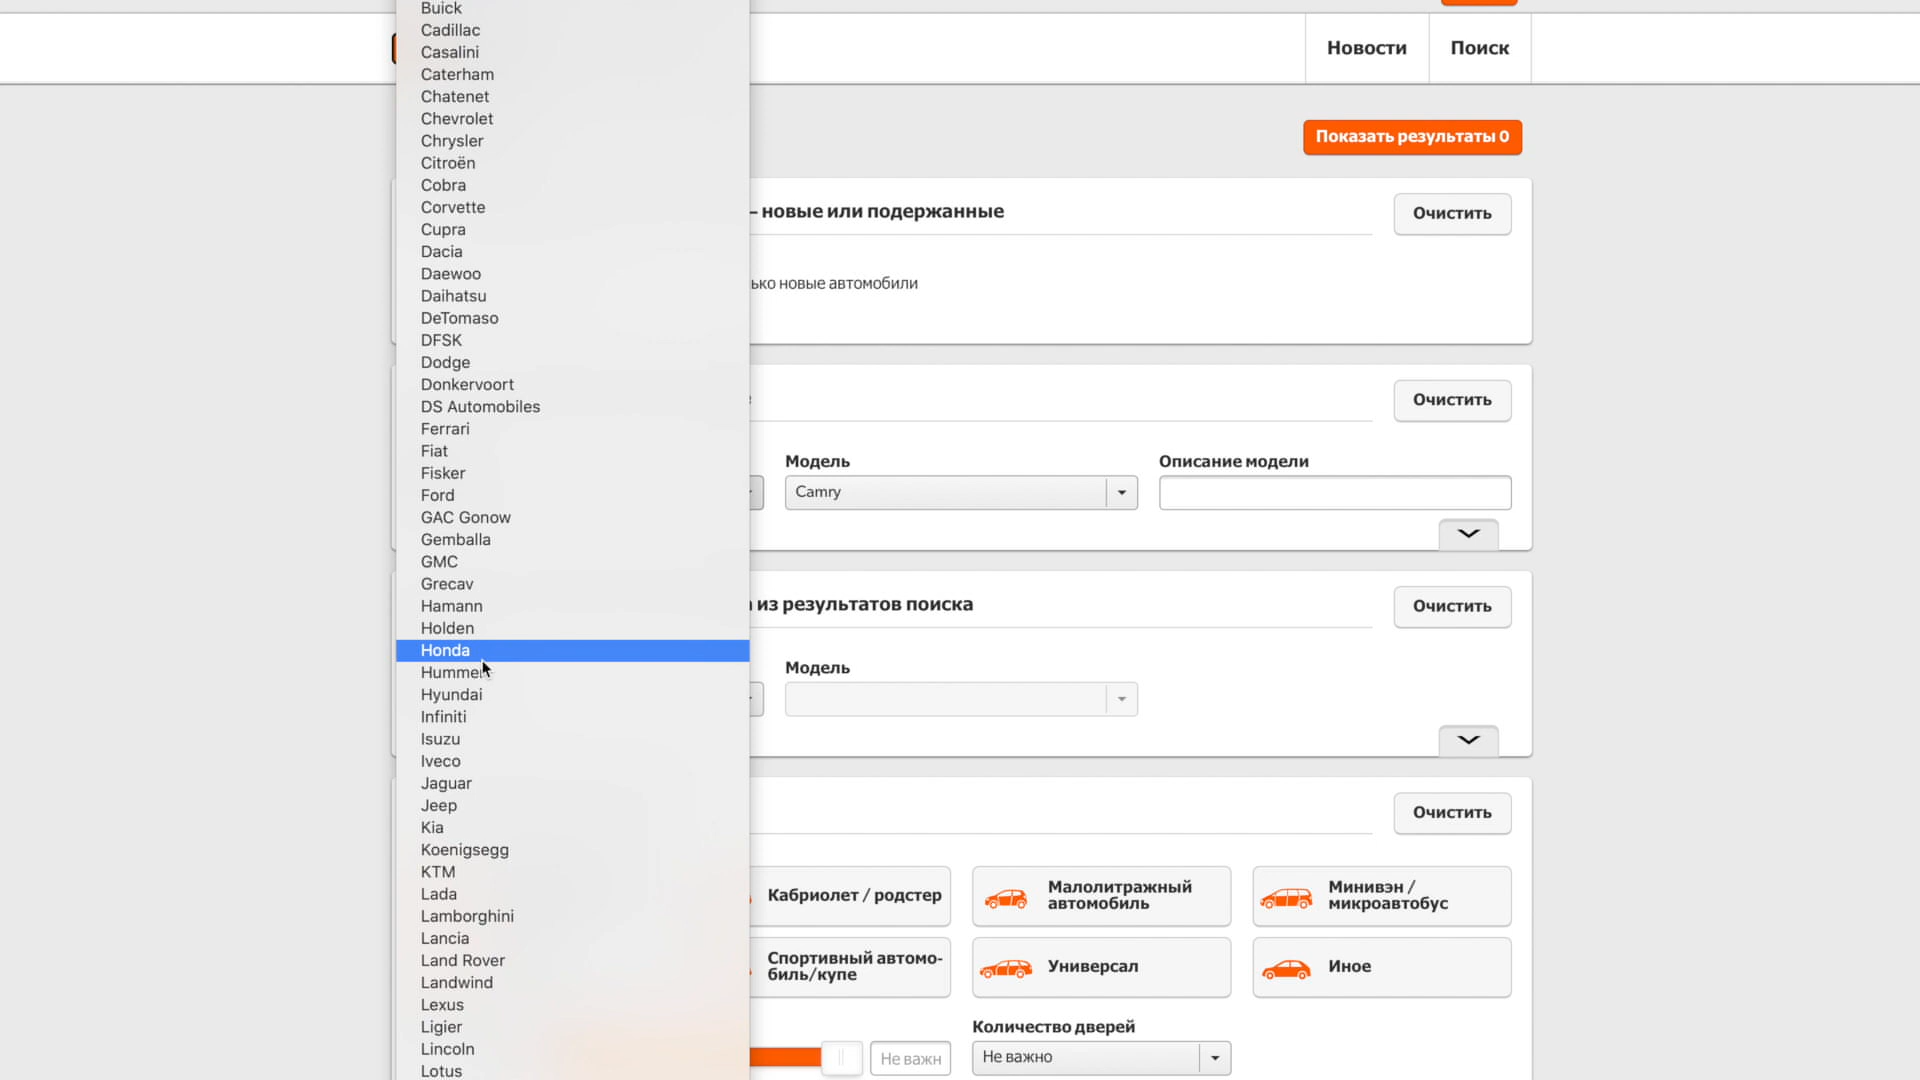 Buick
Cadillac
Casalini
Caterham
Chatenet
Chevrolet
Chrysler
Citroën
Cobra
Corvette
Cupra
Dacia
Daewoo
Daihatsu
DeTomaso
DFSK
Dodge
Donkervoort
DS Automobiles
Ferrari
Fiat
Fisker
Ford
GAC Gonow
Gemballa
GMC
Grecav
Hamann
Holden
Honda
Hummer
Hyundai
Infiniti
Isuzu
Iveco
Jaguar
Jeep
Kia
Koenigsegg
KTM
Lada
Lamborghini
Lancia
Land Rover
Landwind
Lexus
Ligier
Lincoln
Lotus
Новости
Поиск
Показать результаты 0
– новые или подержанные
Очистить
ько новые автомобили
Очистить
Модель
Описание модели
Camry
из результатов поиска
Очистить
Модель
Очистить
Кабриолет / родстер
Малолитражный
автомобиль
Минивэн /
микроавтобус
Спортивный автомо-
биль/купе
Универсал
Иное
Количество дверей
Не важн
Не важно